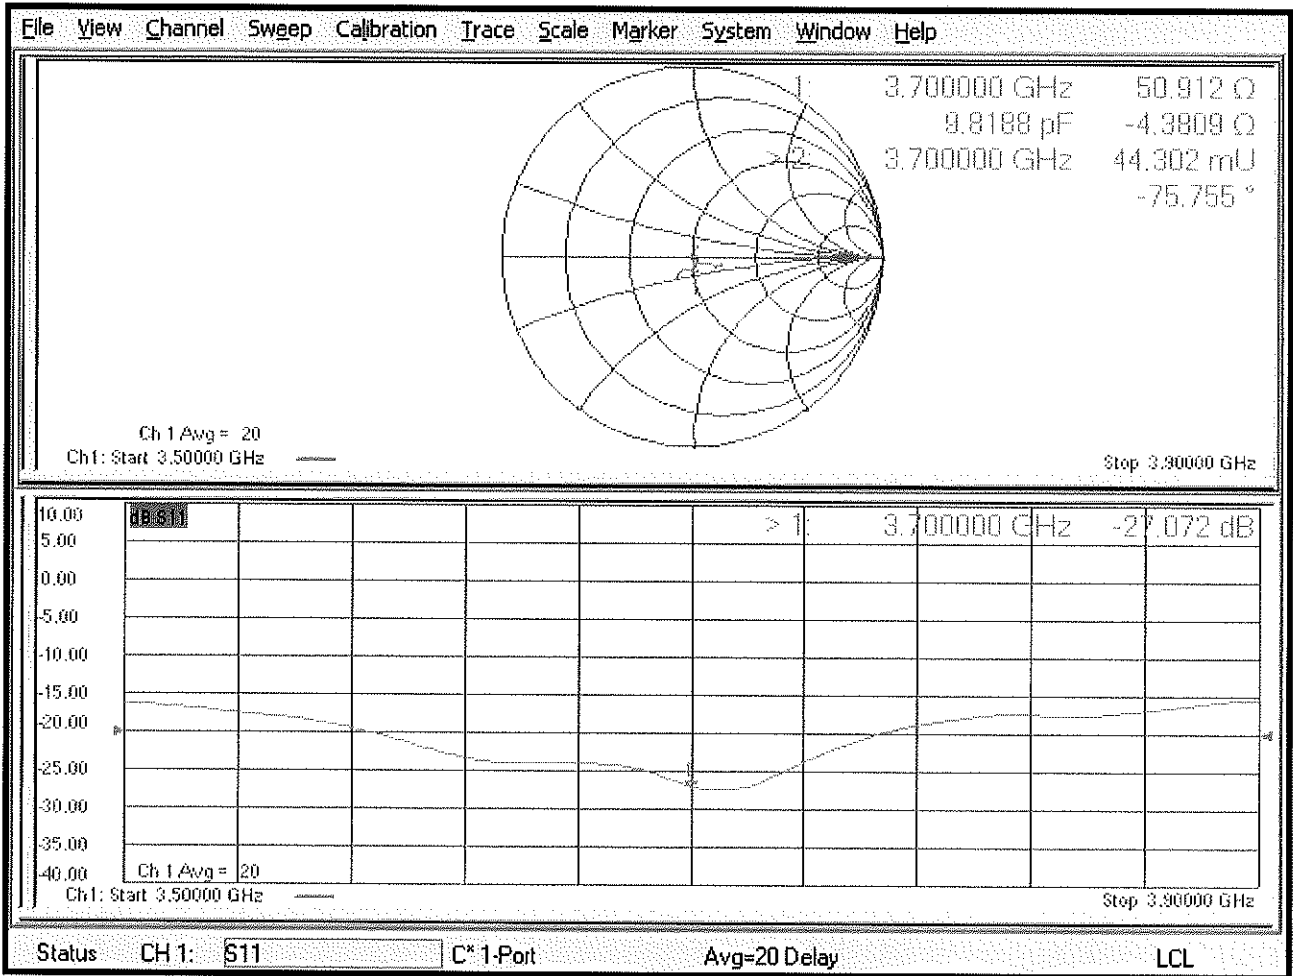 File View Channel Sweep Calibration Trace Scale Marker System Window Help
1: 3.700000 GHz 50.912 Ω
9.8188 pF -4.3809 Ω
> 2: 3.700000 GHz 44.302 mU
-75.755 °
Ch 1 Avg = 20
Ch1: Start 3.50000 GHz
Stop 3.90000 GHz
10.00
dB S11
> 1: 3.700000 GHz -27.072 dB
5.00
0.00
-5.00
-10.00
-15.00
-20.00
-25.00
-30.00
-35.00
-40.00
Ch 1 Avg = 20
Ch1: Start 3.50000 GHz
Stop 3.90000 GHz
Status CH 1: S11 C* 1-Port Avg=20 Delay LCL